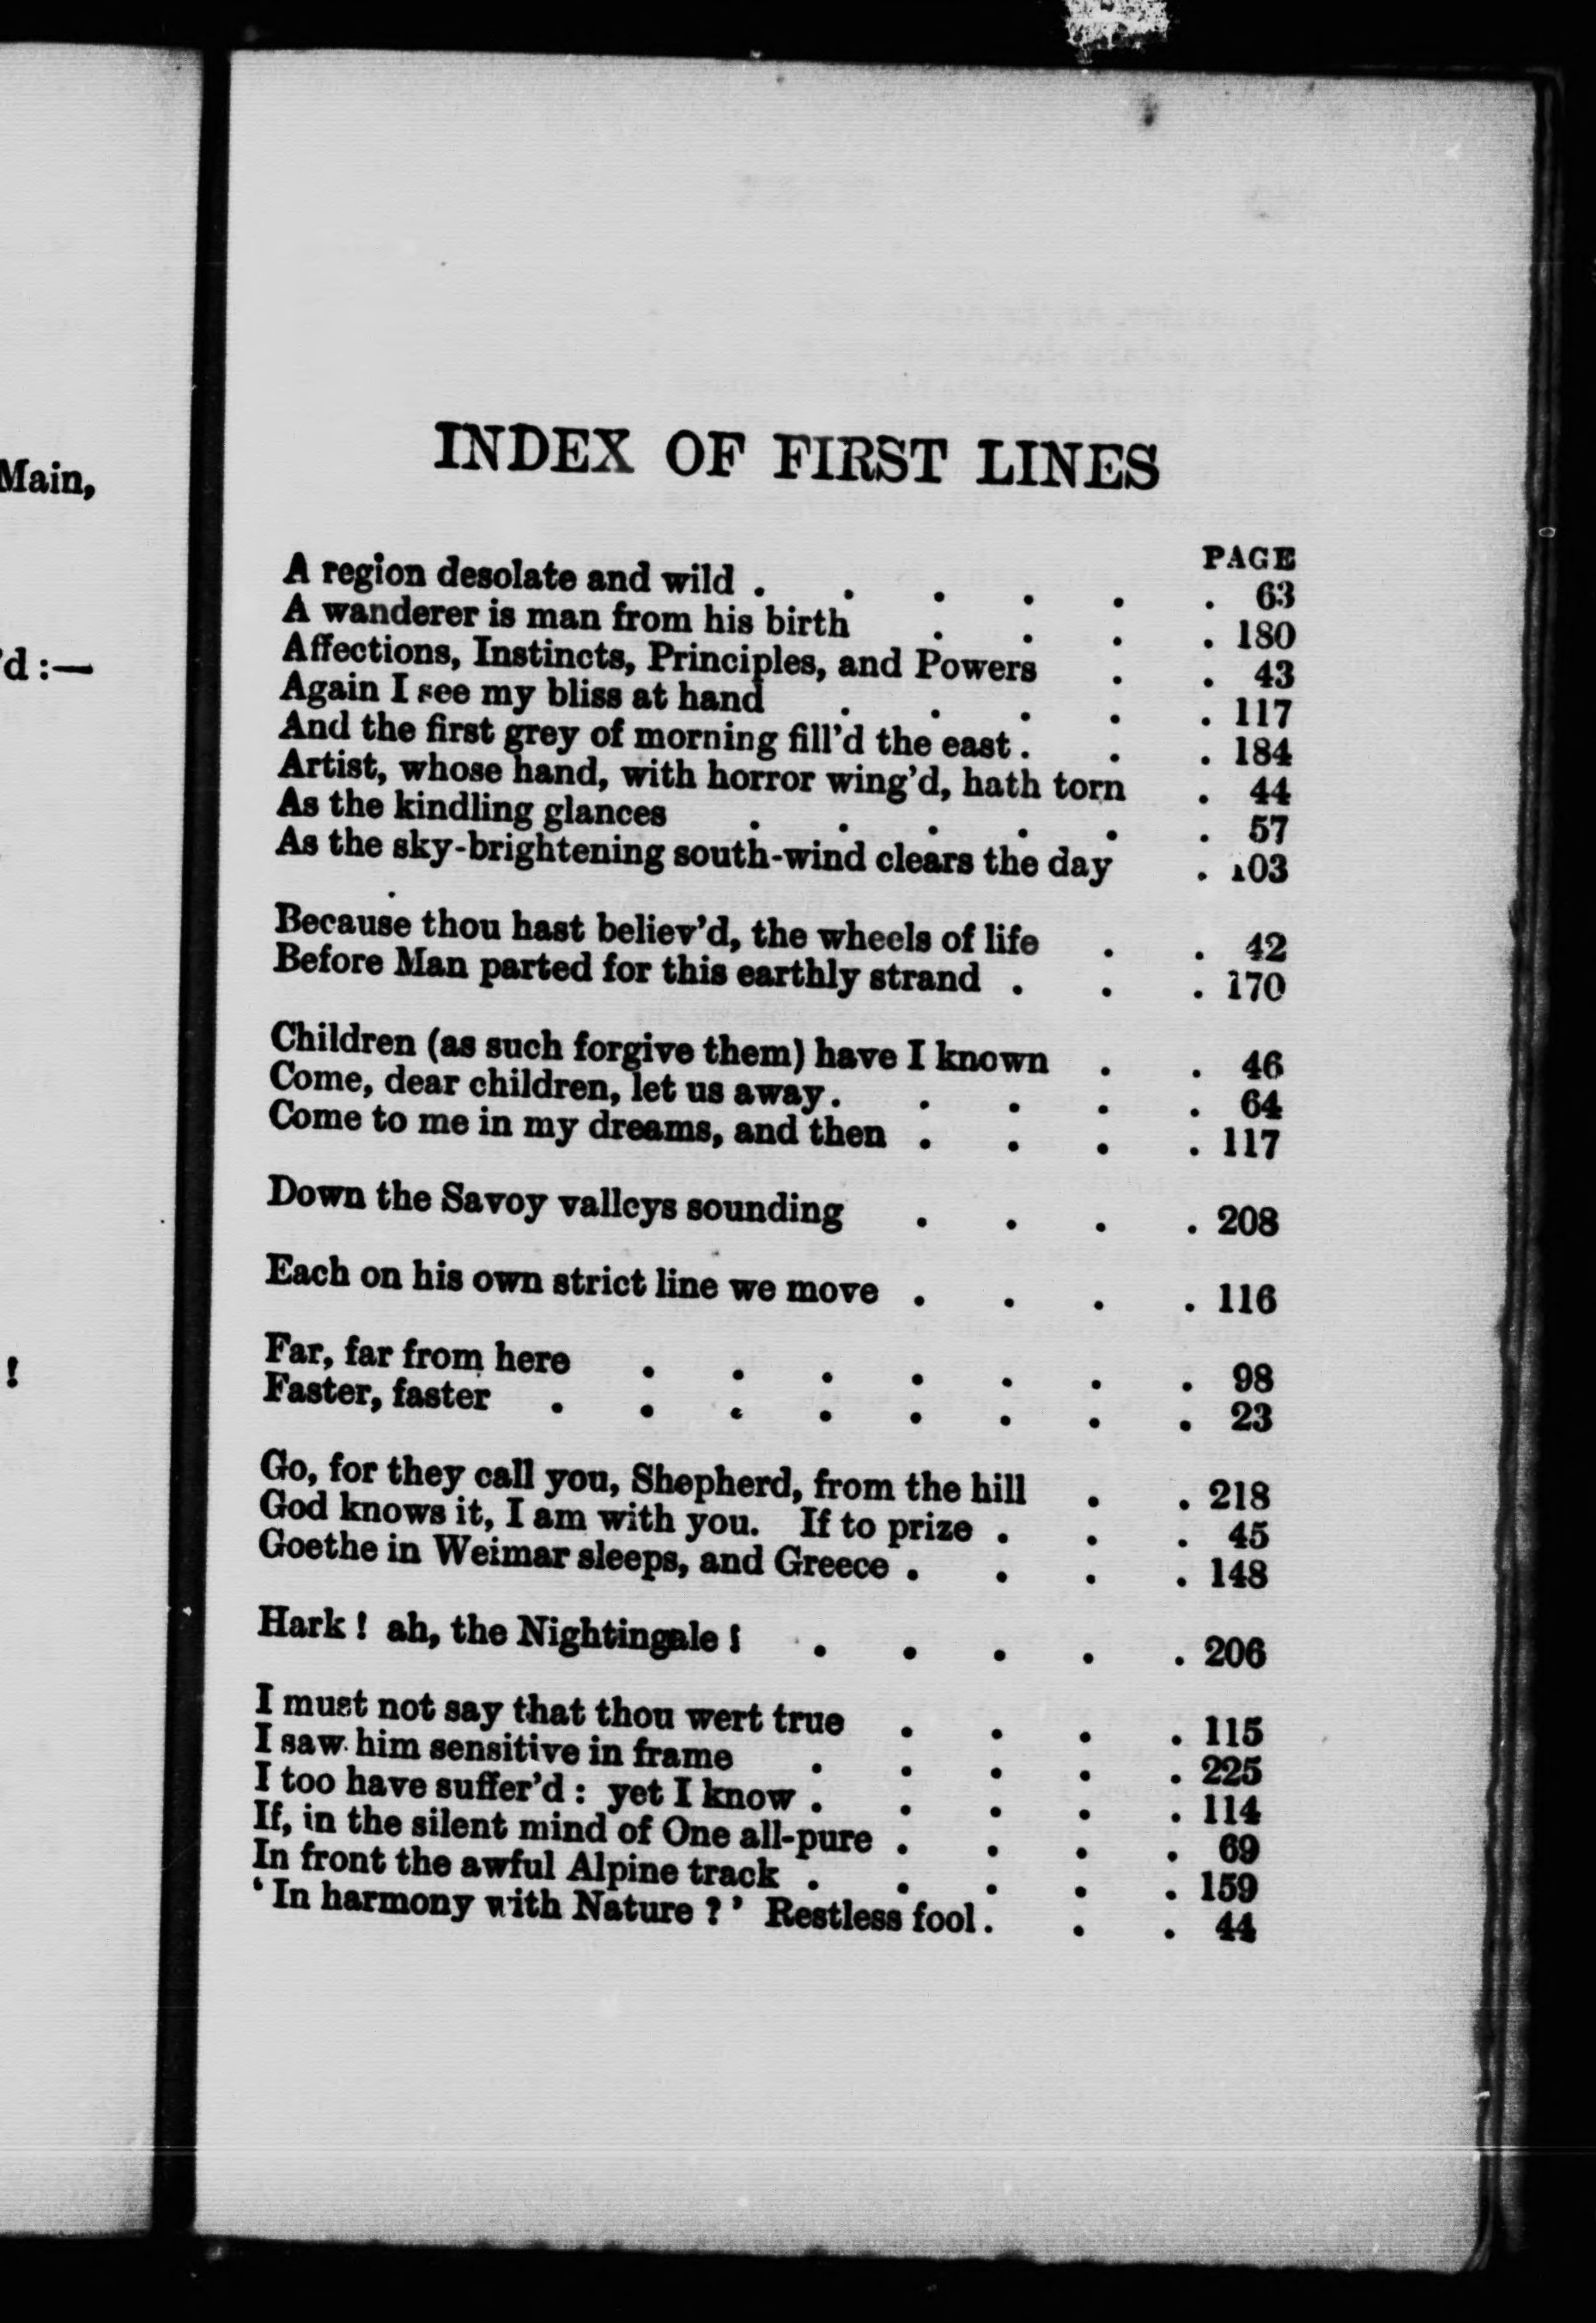 Main,
'd :—
!
INDEX OF FIRST LINES
PAGE
A region desolate and wild . . . . . . 63
A wanderer is man from his birth . . . . 180
Affections, Instincts, Principles, and Powers . . 43
Again I see my bliss at hand . . . . . 117
And the first grey of morning fill'd the east . . . 184
Artist, whose hand, with horror wing'd, hath torn . 44
As the kindling glances . . . . . . 57
As the sky-brightening south-wind clears the day . 103
Because thou hast believ'd, the wheels of life . . 42
Before Man parted for this earthly strand . . . 170
Children (as such forgive them) have I known . . 46
Come, dear children, let us away . . . . . 64
Come to me in my dreams, and then . . . . 117
Down the Savoy valleys sounding . . . . 208
Each on his own strict line we move . . . . 116
Far, far from here . . . . . . . 98
Faster, faster . . . . . . . . 23
Go, for they call you, Shepherd, from the hill . . 218
God knows it, I am with you. If to prize . . . 45
Goethe in Weimar sleeps, and Greece . . . . 148
Hark ! ah, the Nightingale ! . . . . . 206
I must not say that thou wert true . . . . 115
I saw him sensitive in frame . . . . . 225
I too have suffer'd : yet I know . . . . . 114
If, in the silent mind of One all-pure . . . . 69
In front the awful Alpine track . . . . . 159
' In harmony with Nature ? ' Restless fool . . . 44